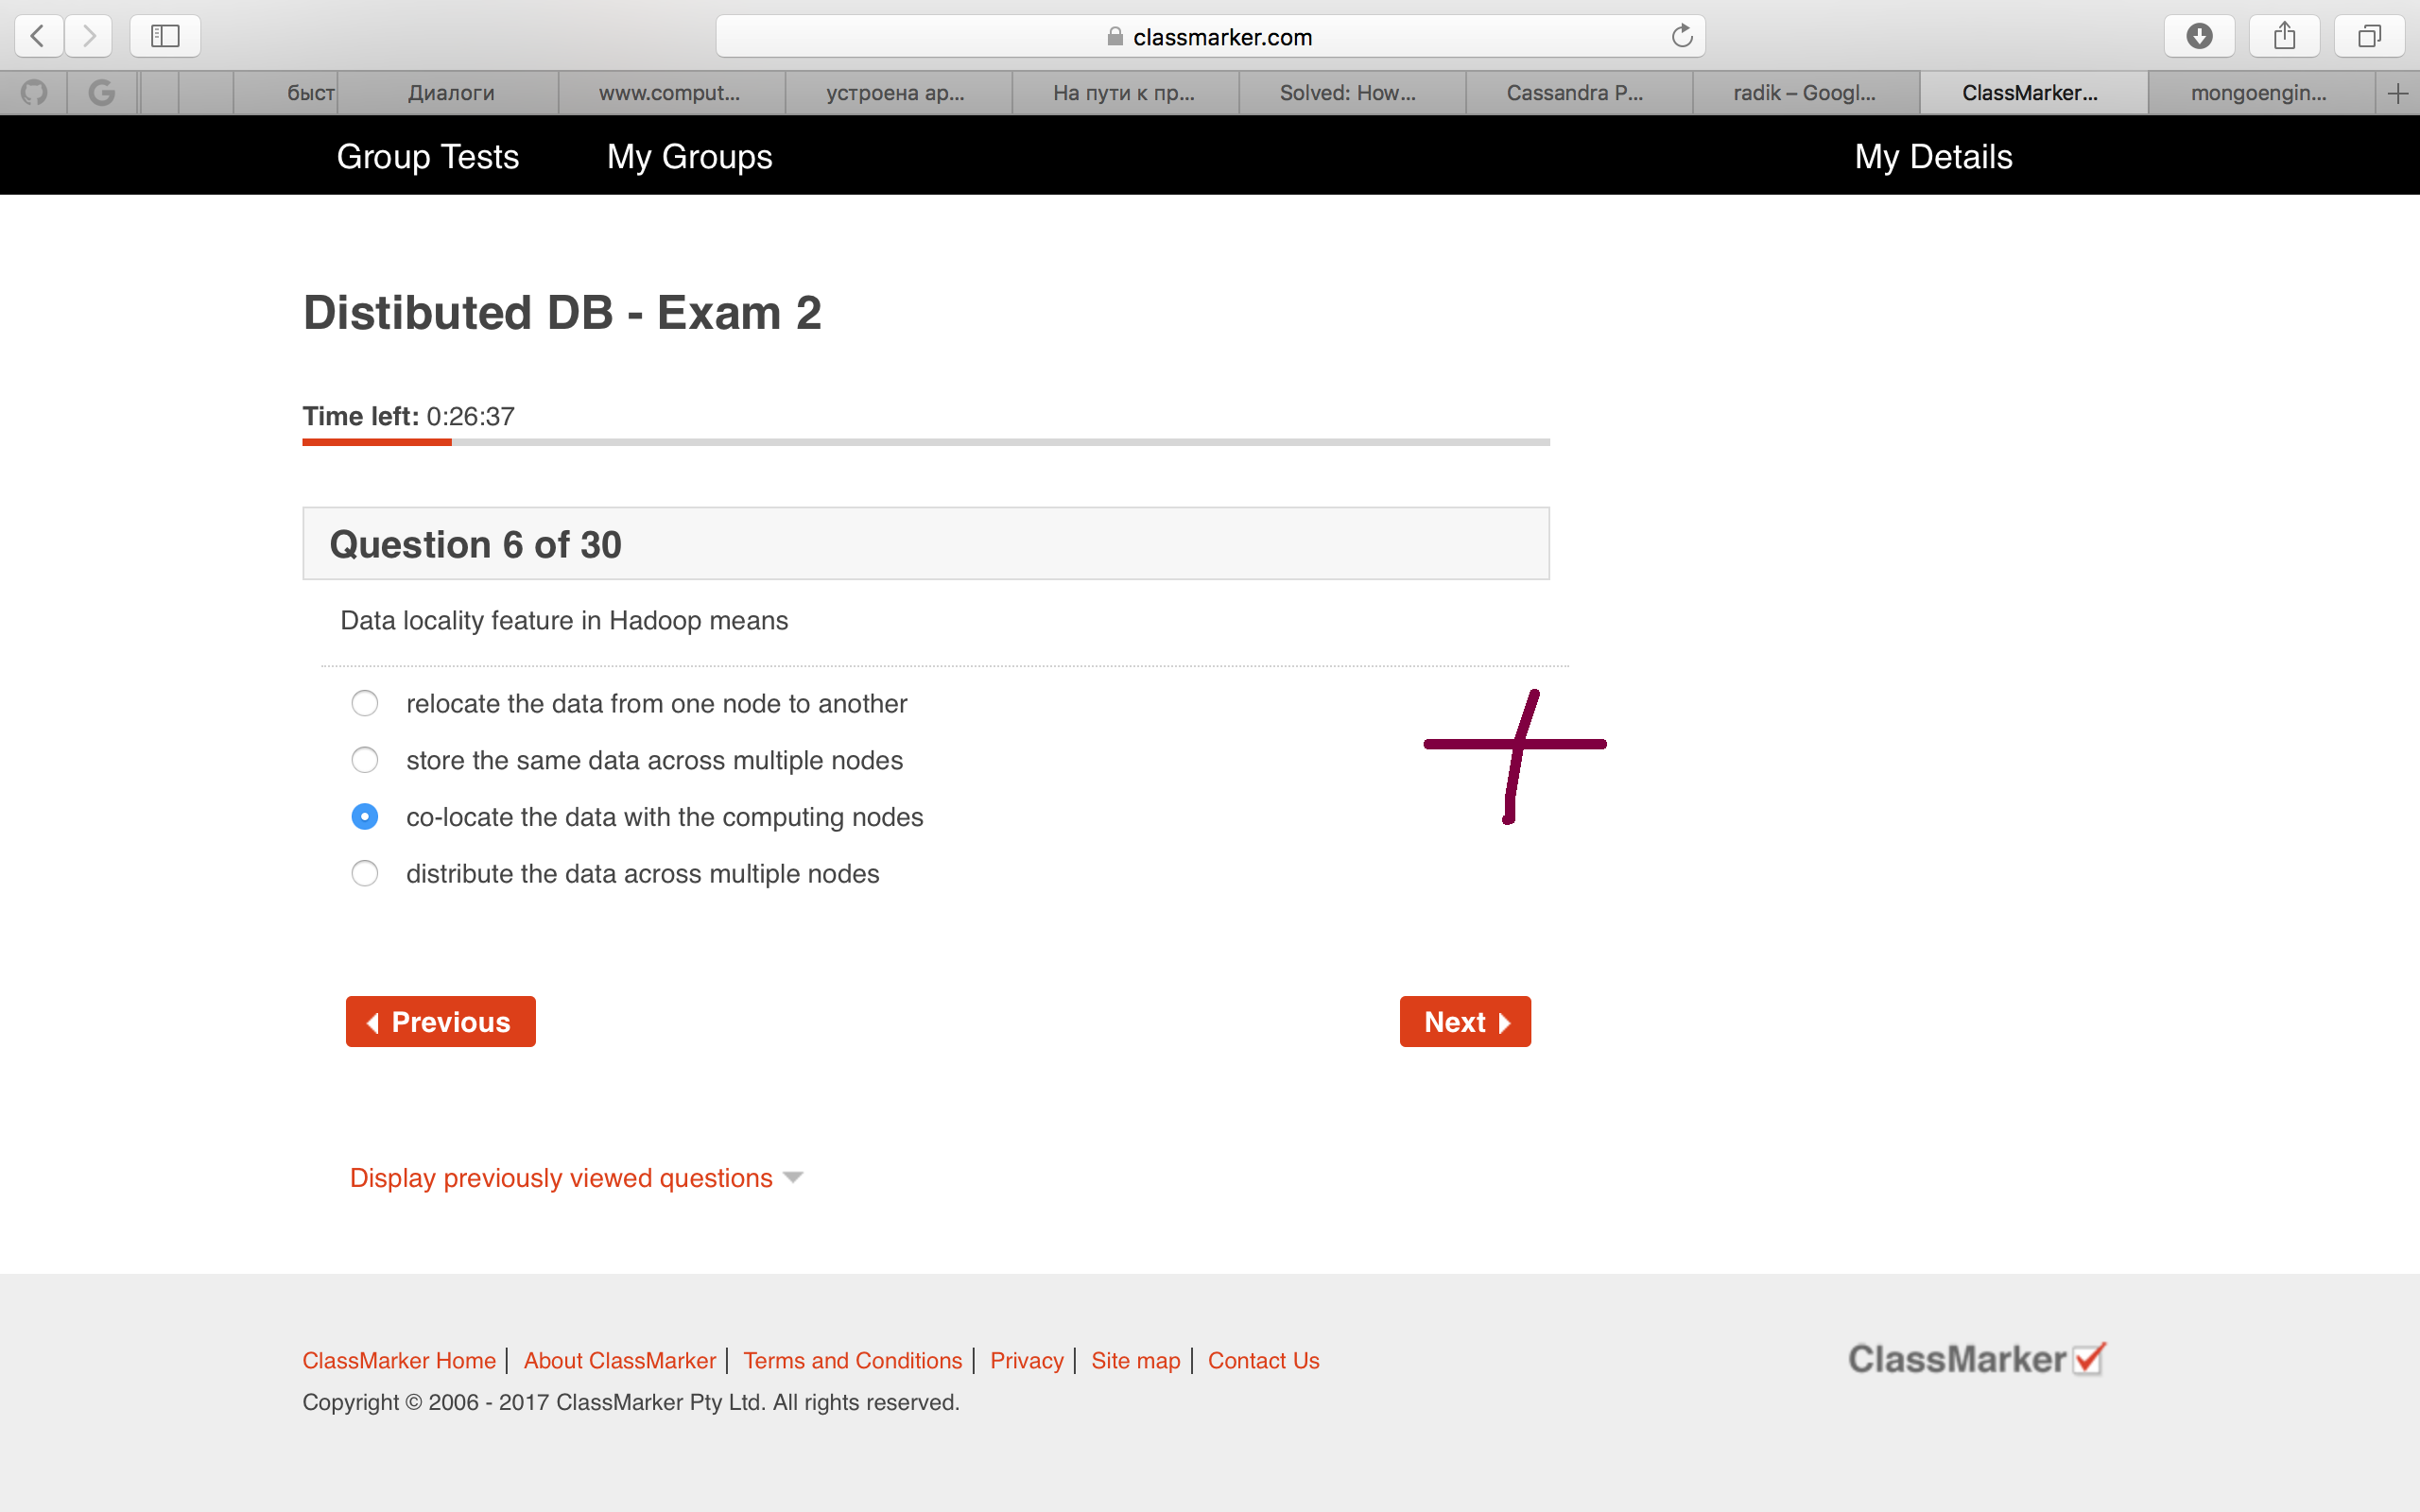 classmarker.com
быст
Диалоги
www.comput...
устроена ар...
На пути к пр...
Solved: How...
Cassandra P...
radik – Googl...
ClassMarker...
mongoengin...
Group Tests
My Groups
My Details
Distibuted DB - Exam 2
Time left: 0:26:37
Question 6 of 30
Data locality feature in Hadoop means
relocate the data from one node to another
store the same data across multiple nodes
co-locate the data with the computing nodes
distribute the data across multiple nodes
Previous
Next
Display previously viewed questions
ClassMarker Home | About ClassMarker | Terms and Conditions | Privacy | Site map | Contact Us
ClassMarker
Copyright © 2006 - 2017 ClassMarker Pty Ltd. All rights reserved.